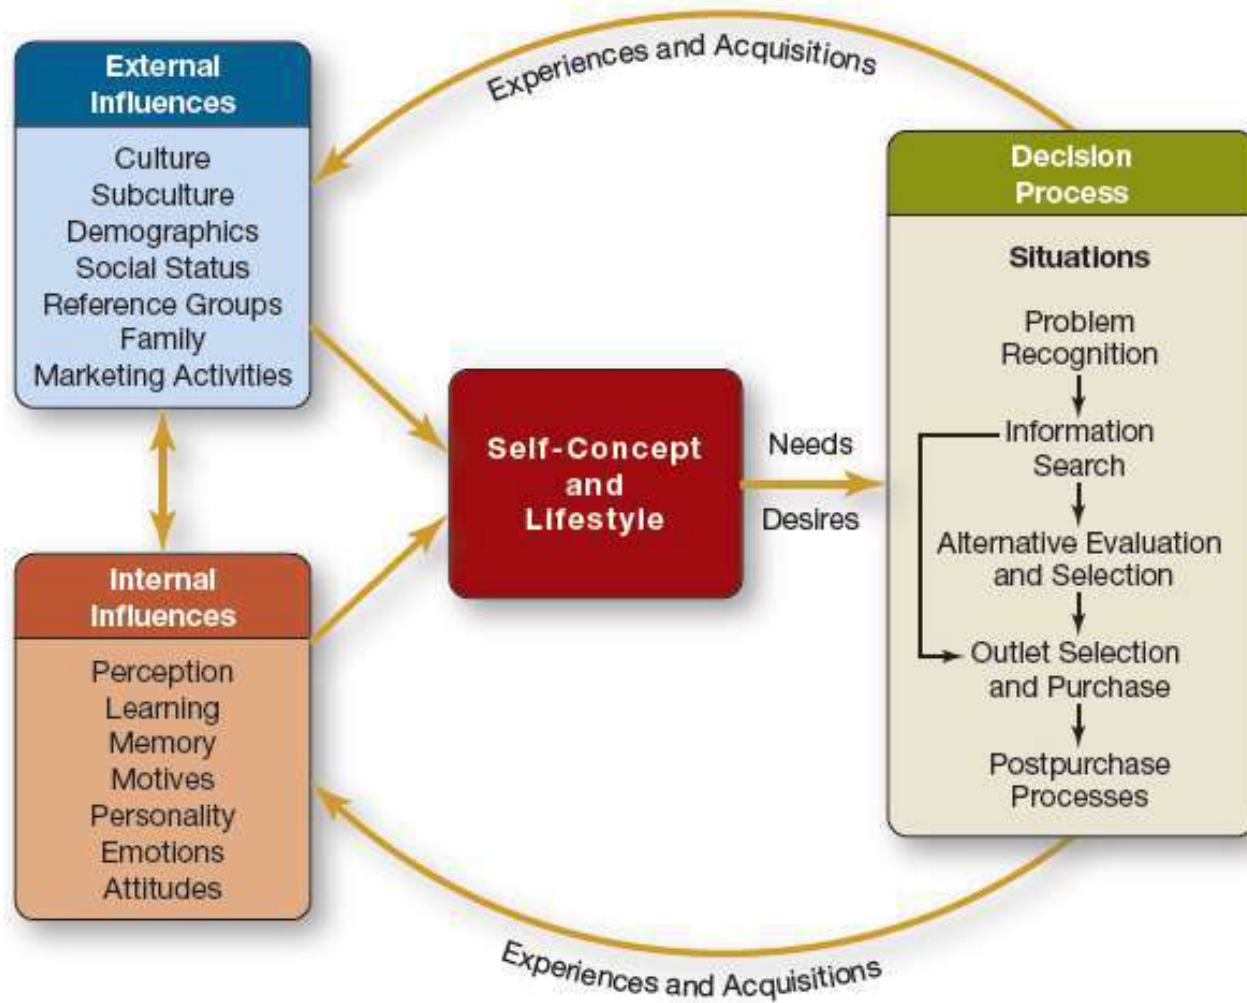 External
Influences
Culture
Subculture
Demographics
Social Status
Reference Groups
Family
Marketing Activities
Internal
Influences
Perception
Learning
Memory
Motives
Personality
Emotions
Attitudes
Experiences and Acquisitions
Self-Concept
and
Lifestyle
Needs
Desires
Experiences and Acquisitions
Decision
Process
Situations
Problem
Recognition
Information
Search
Alternative Evaluation
and Selection
Outlet Selection
and Purchase
Postpurchase
Processes